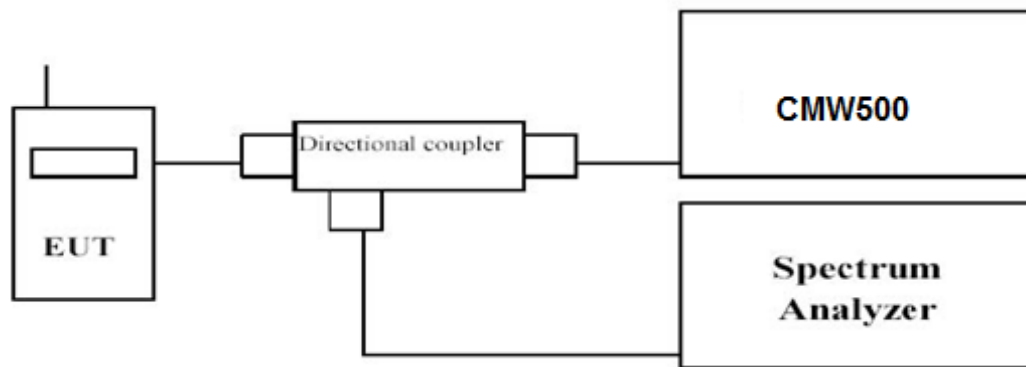 CMW500
Directional coupler
EUT
Spectrum
Analyzer